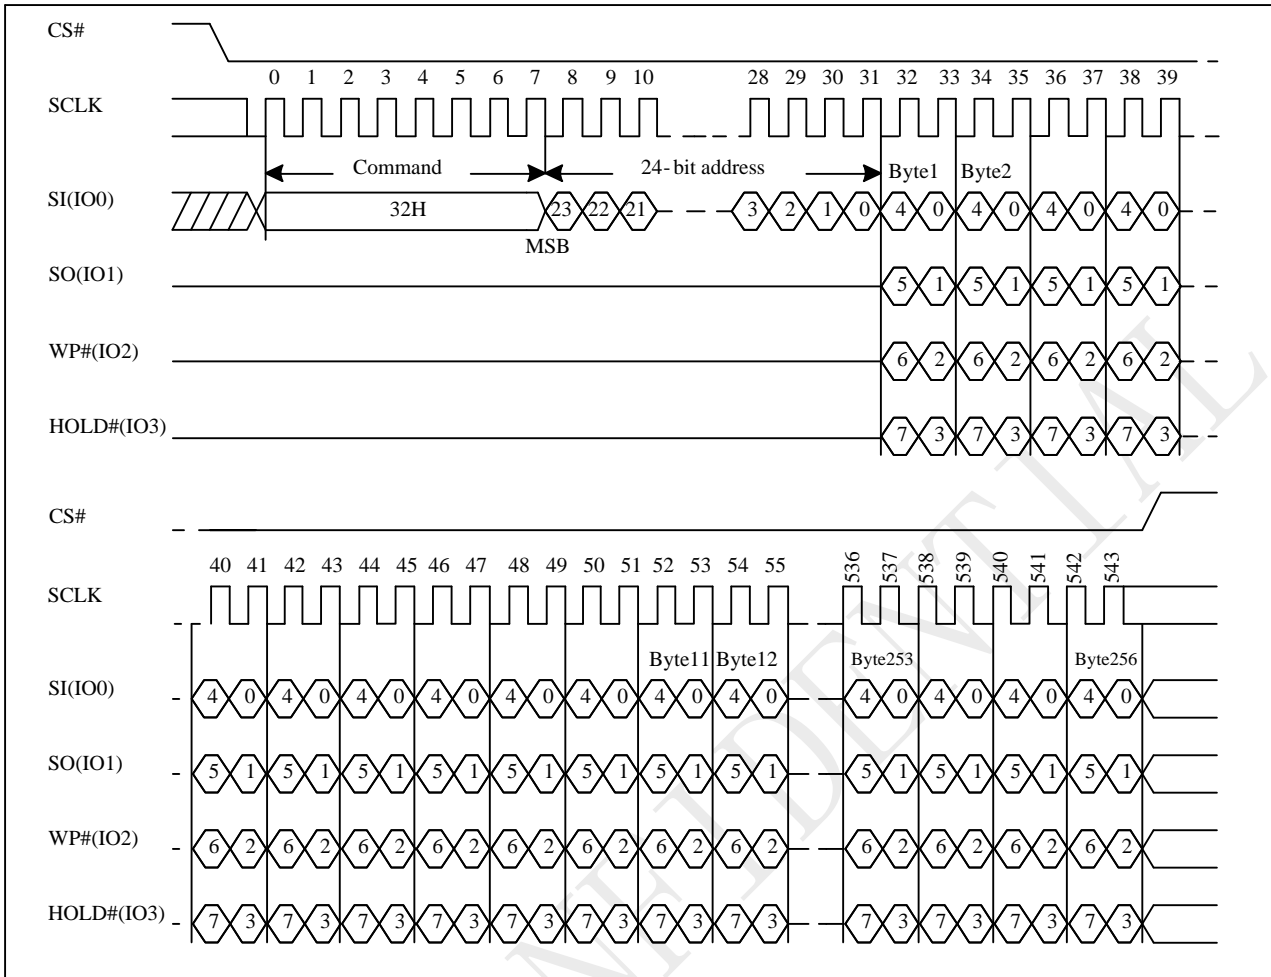 CS#
0 1 2 3 4 5 6 7 8 9 10 28 29 30 31 32 33 34 35 36 37 38 39
SCLK
Command 24-bit address Byte1 Byte2
SI(IO0) 32H 23 22 21 3 2 1 0 4 0 4 0 4 0 4 0
MSB
SO(IO1) 5 1 5 1 5 1 5 1
WP#(IO2) 6 2 6 2 6 2 6 2
HOLD#(IO3) 7 3 7 3 7 3 7 3
CS#
40 41 42 43 44 45 46 47 48 49 50 51 52 53 54 55 536 537 538 539 540 541 542 543
SCLK
Byte11 Byte12 Byte253 Byte256
SI(IO0) 4 0 4 0 4 0 4 0 4 0 4 0 4 0 4 0 4 0 4 0 4 0 4 0
SO(IO1) 5 1 5 1 5 1 5 1 5 1 5 1 5 1 5 1 5 1 5 1 5 1 5 1
WP#(IO2) 6 2 6 2 6 2 6 2 6 2 6 2 6 2 6 2 6 2 6 2 6 2 6 2
HOLD#(IO3) 7 3 7 3 7 3 7 3 7 3 7 3 7 3 7 3 7 3 7 3 7 3 7 3
NFIDENTIAL